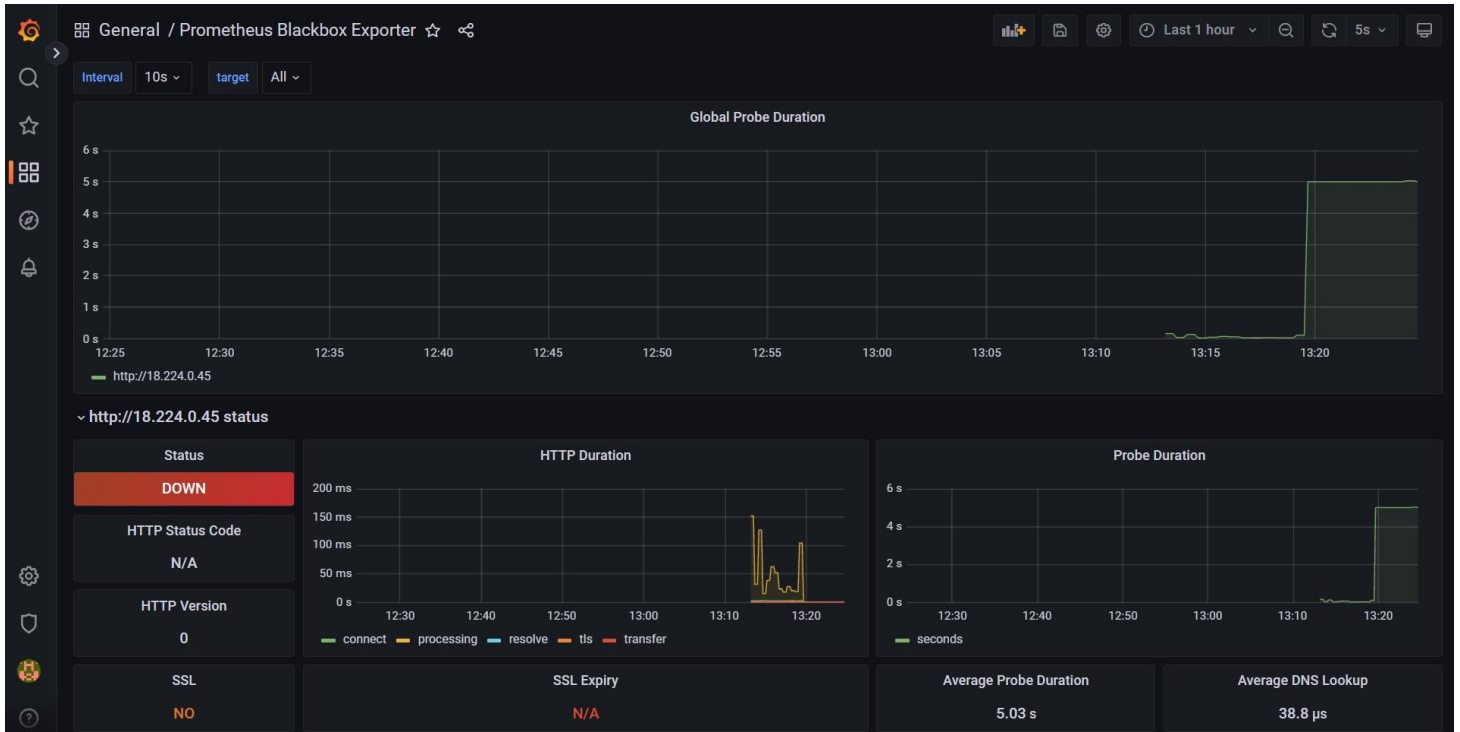 General / Prometheus Blackbox Exporter
Last 1 hour
5s
Interval 10s target All
Global Probe Duration
6 s
5 s
4 s
3 s
2 s
1 s
0 s
12:25 12:30 12:35 12:40 12:45 12:50 12:55 13:00 13:05 13:10 13:15 13:20
http://18.224.0.45
http://18.224.0.45 status
Status
DOWN
HTTP Status Code
N/A
HTTP Version
0
HTTP Duration
200 ms
150 ms
100 ms
50 ms
0 s
12:30 12:40 12:50 13:00 13:10 13:20
connect processing resolve tls transfer
Probe Duration
6 s
4 s
2 s
0 s
12:30 12:40 12:50 13:00 13:10 13:20
seconds
SSL
NO
SSL Expiry
N/A
Average Probe Duration
5.03 s
Average DNS Lookup
38.8 µs